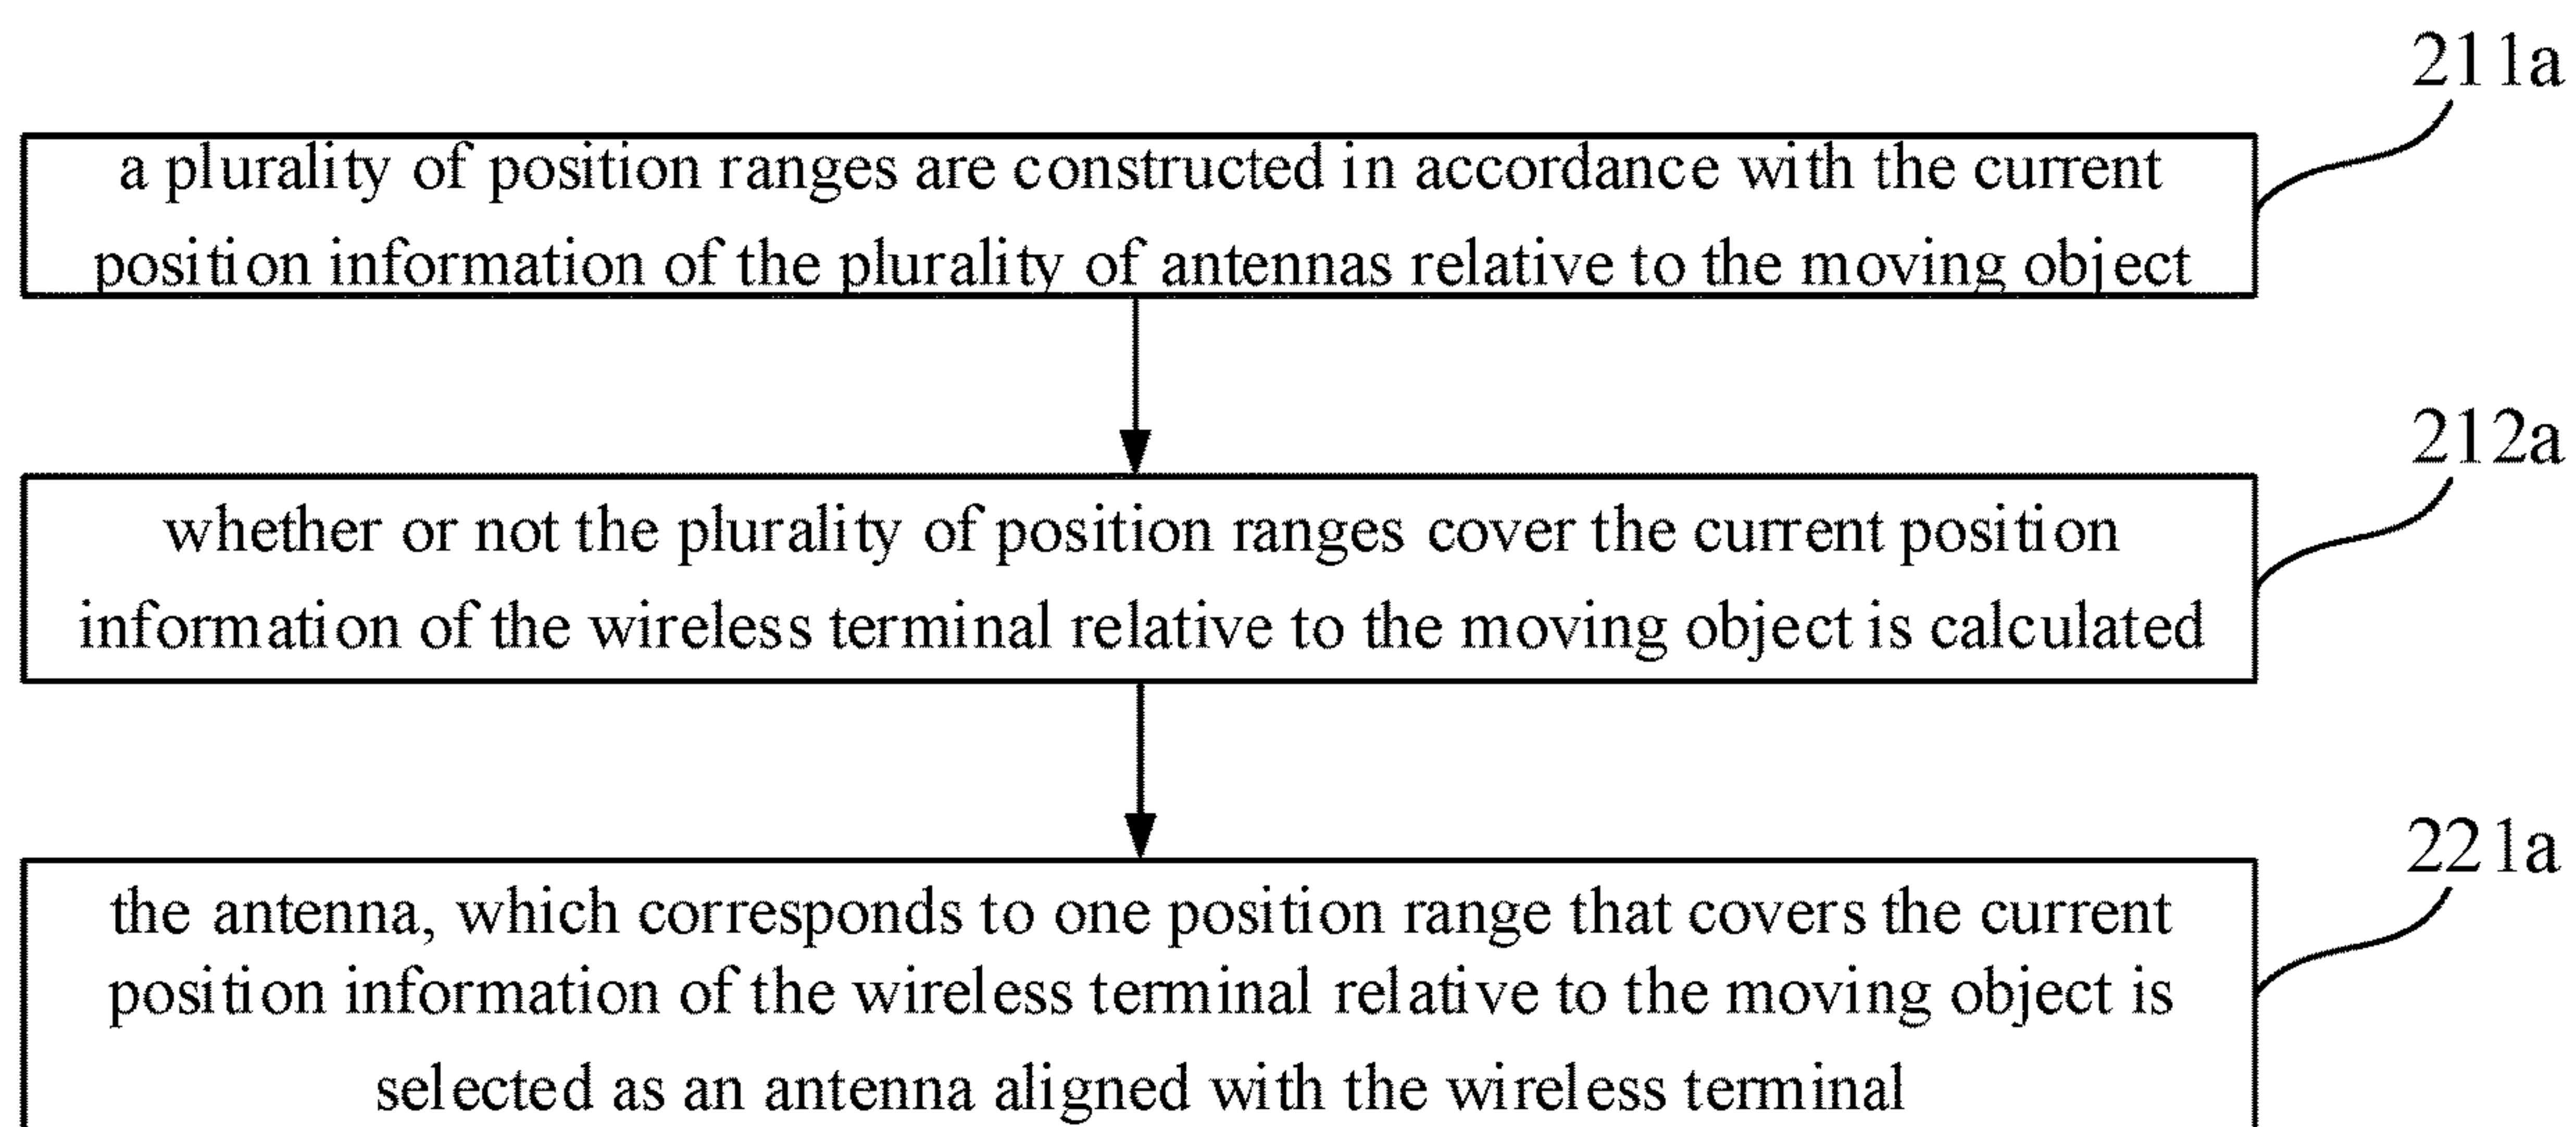 211a
a plurality of position ranges are constructed in accordance with the current
position information of the plurality of antennas relative to the moving object
212a
whether or not the plurality of position ranges cover the current position
information of the wireless terminal relative to the moving object is calculated
221a
the antenna, which corresponds to one position range that covers the current
position information of the wireless terminal relative to the moving object is
selected as an antenna aligned with the wireless terminal